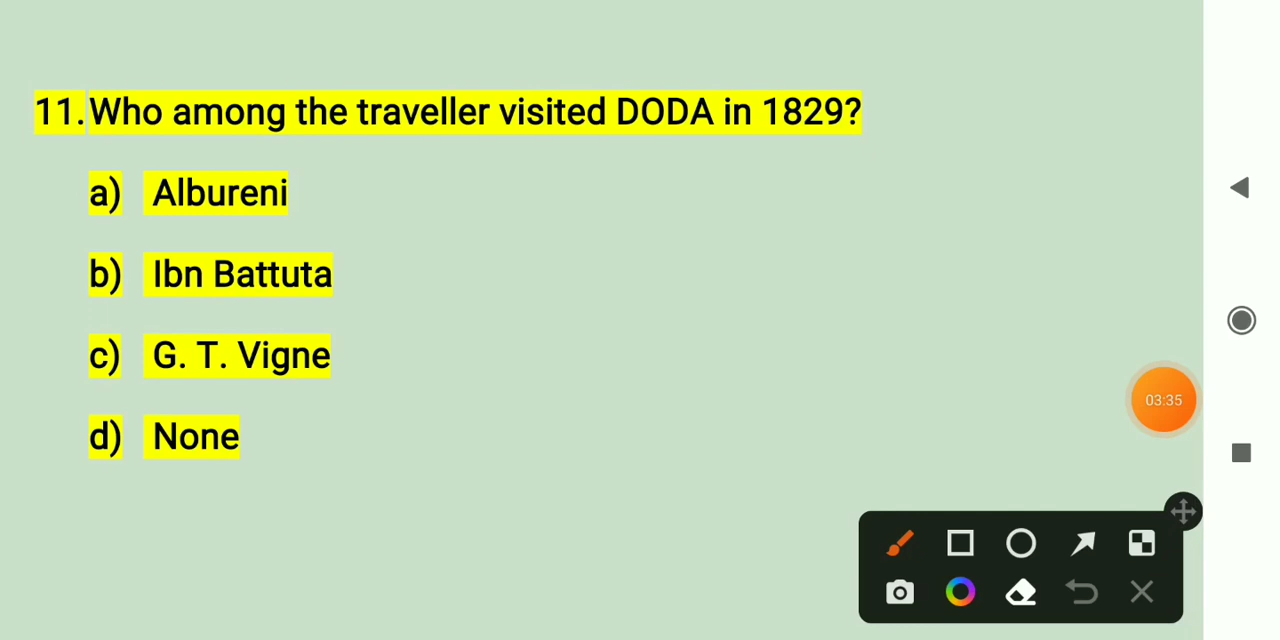 11. Who among the traveller visited DODA in 1829?
a) Albureni
b) Ibn Battuta
c) G. T. Vigne
d) None
03:35